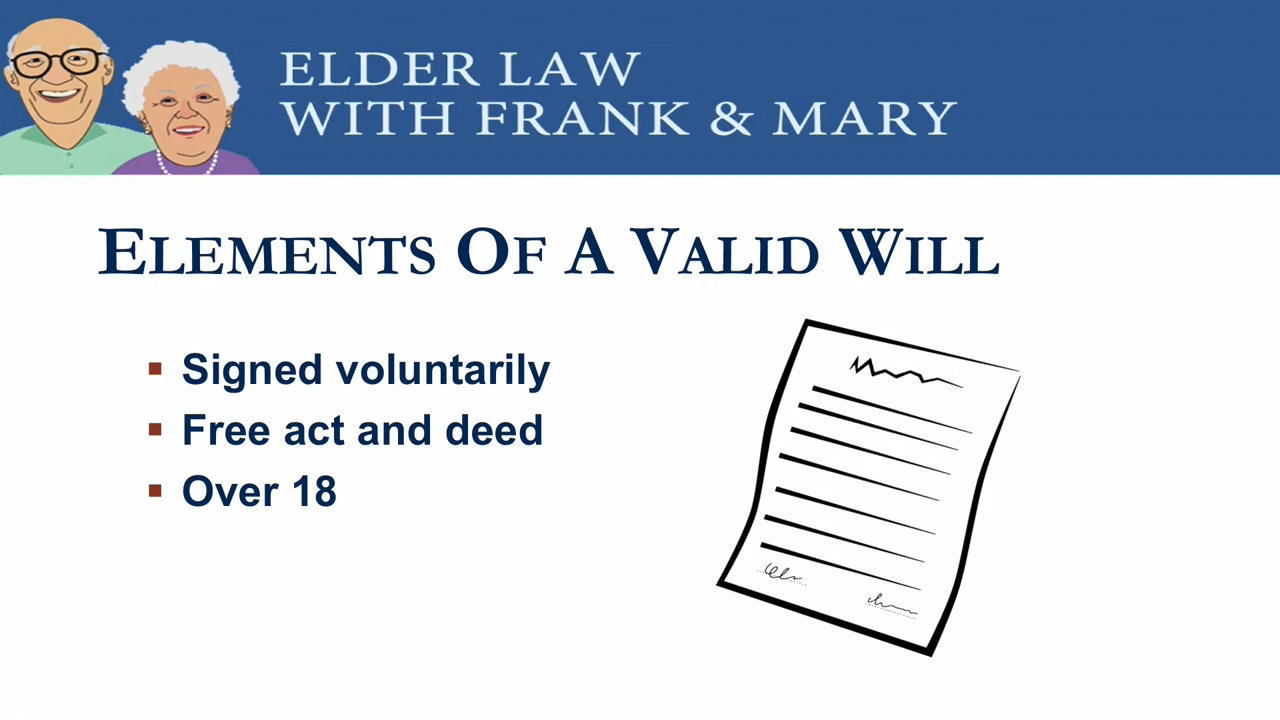 ELDER LAW
WITH FRANK & MARY
ELEMENTS OF A VALID WILL
▪ Signed voluntarily
▪ Free act and deed
▪ Over 18